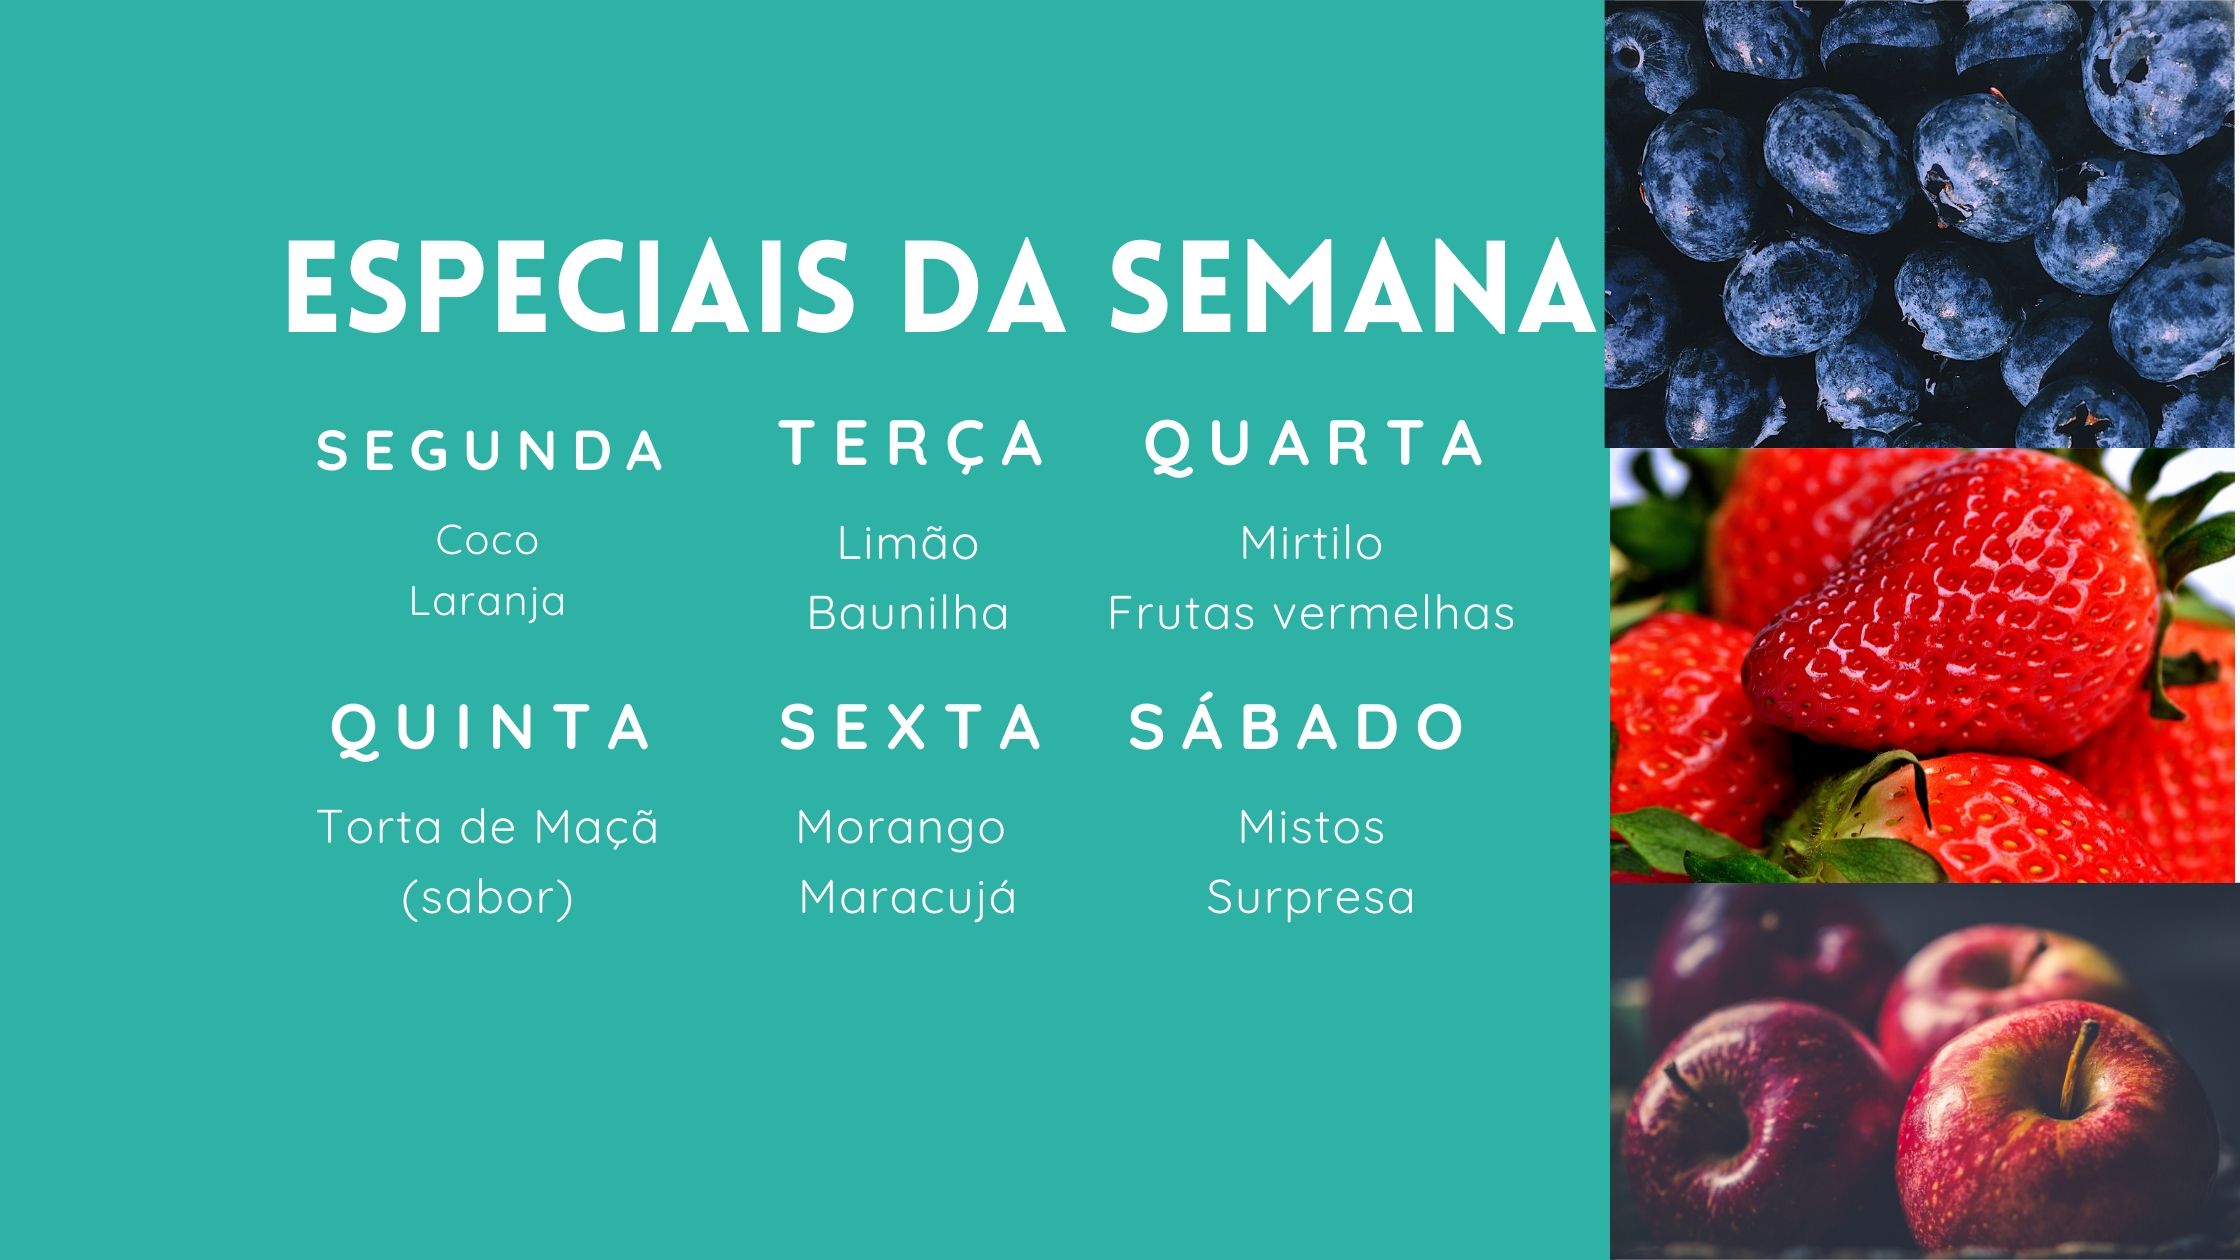 ESPECIAIS DA SEMANA
SEGUNDA
Coco
Laranja
TERÇA
Limão
Baunilha
QUARTA
Mirtilo
Frutas vermelhas
QUINTA
Torta de Maçã
(sabor)
SEXTA
Morango
Maracujá
SÁBADO
Mistos
Surpresa